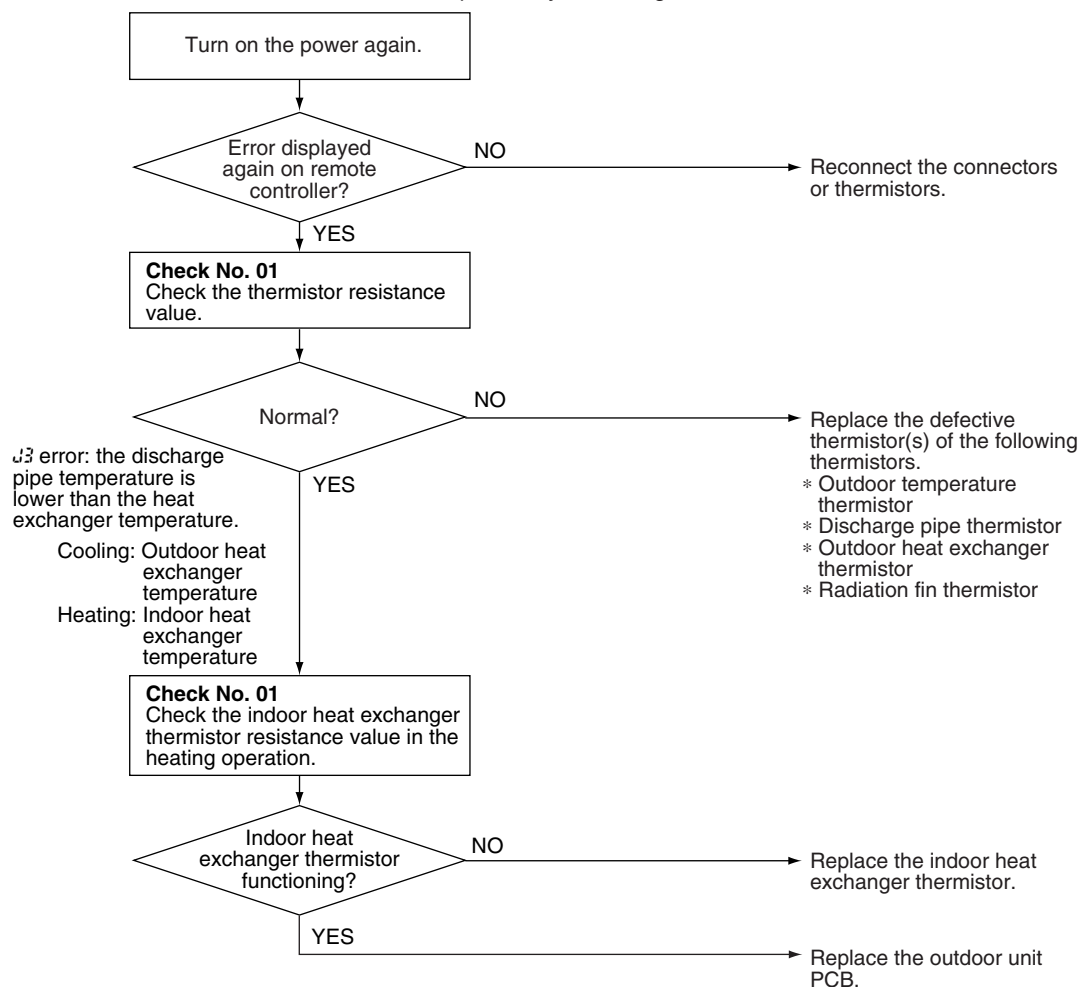 Turn on the power again.
Error displayed
again on remote
controller?
NO
Reconnect the connectors
or thermistors.
YES
Check No. 01
Check the thermistor resistance
value.
Normal?
NO
Replace the defective
thermistor(s) of the following
thermistors.
* Outdoor temperature
thermistor
* Discharge pipe thermistor
* Outdoor heat exchanger
thermistor
* Radiation fin thermistor
YES
J3 error: the discharge
pipe temperature is
lower than the heat
exchanger temperature.
Cooling: Outdoor heat
exchanger
temperature
Heating: Indoor heat
exchanger
temperature
Check No. 01
Check the indoor heat exchanger
thermistor resistance value in the
heating operation.
Indoor heat
exchanger thermistor
functioning?
NO
Replace the indoor heat
exchanger thermistor.
YES
Replace the outdoor unit
PCB.